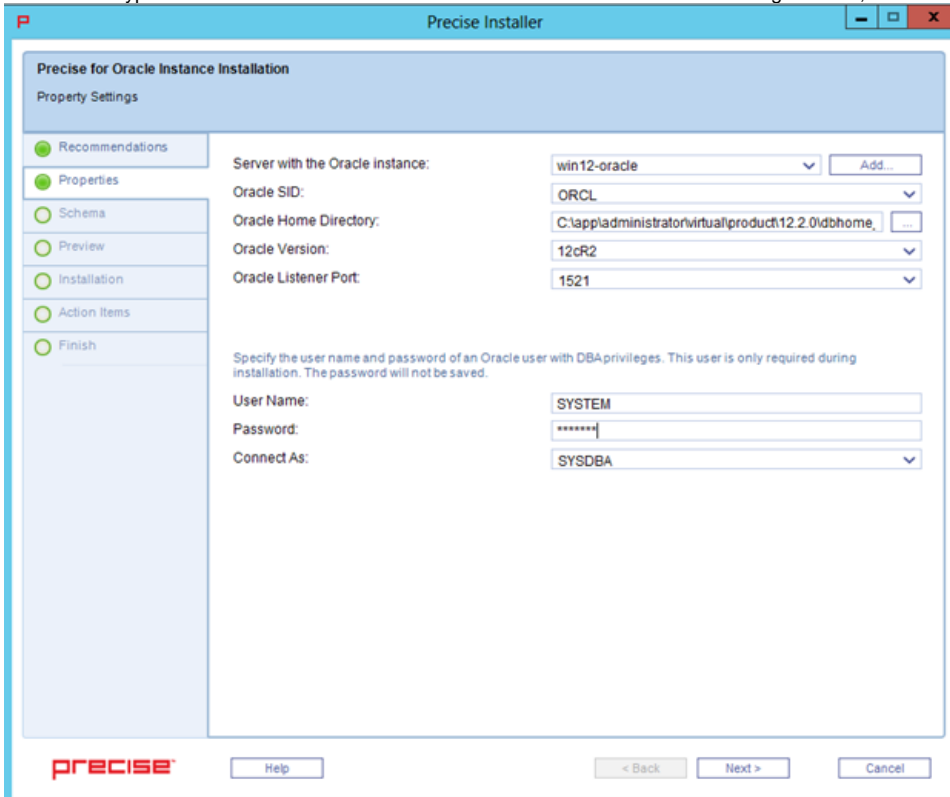 Precise Installer
Precise for Oracle Instance Installation
Property Settings
Recommendations
Properties
Schema
Preview
Installation
Action Items
Finish
Server with the Oracle instance: win12-oracle Add...
Oracle SID: ORCL
Oracle Home Directory: C:\app\administrator\virtual\product\12.2.0\dbhome_ ...
Oracle Version: 12cR2
Oracle Listener Port: 1521
Specify the user name and password of an Oracle user with DBA privileges. This user is only required during
installation. The password will not be saved.
User Name: SYSTEM
Password: *******
Connect As: SYSDBA
precise
Help < Back Next > Cancel